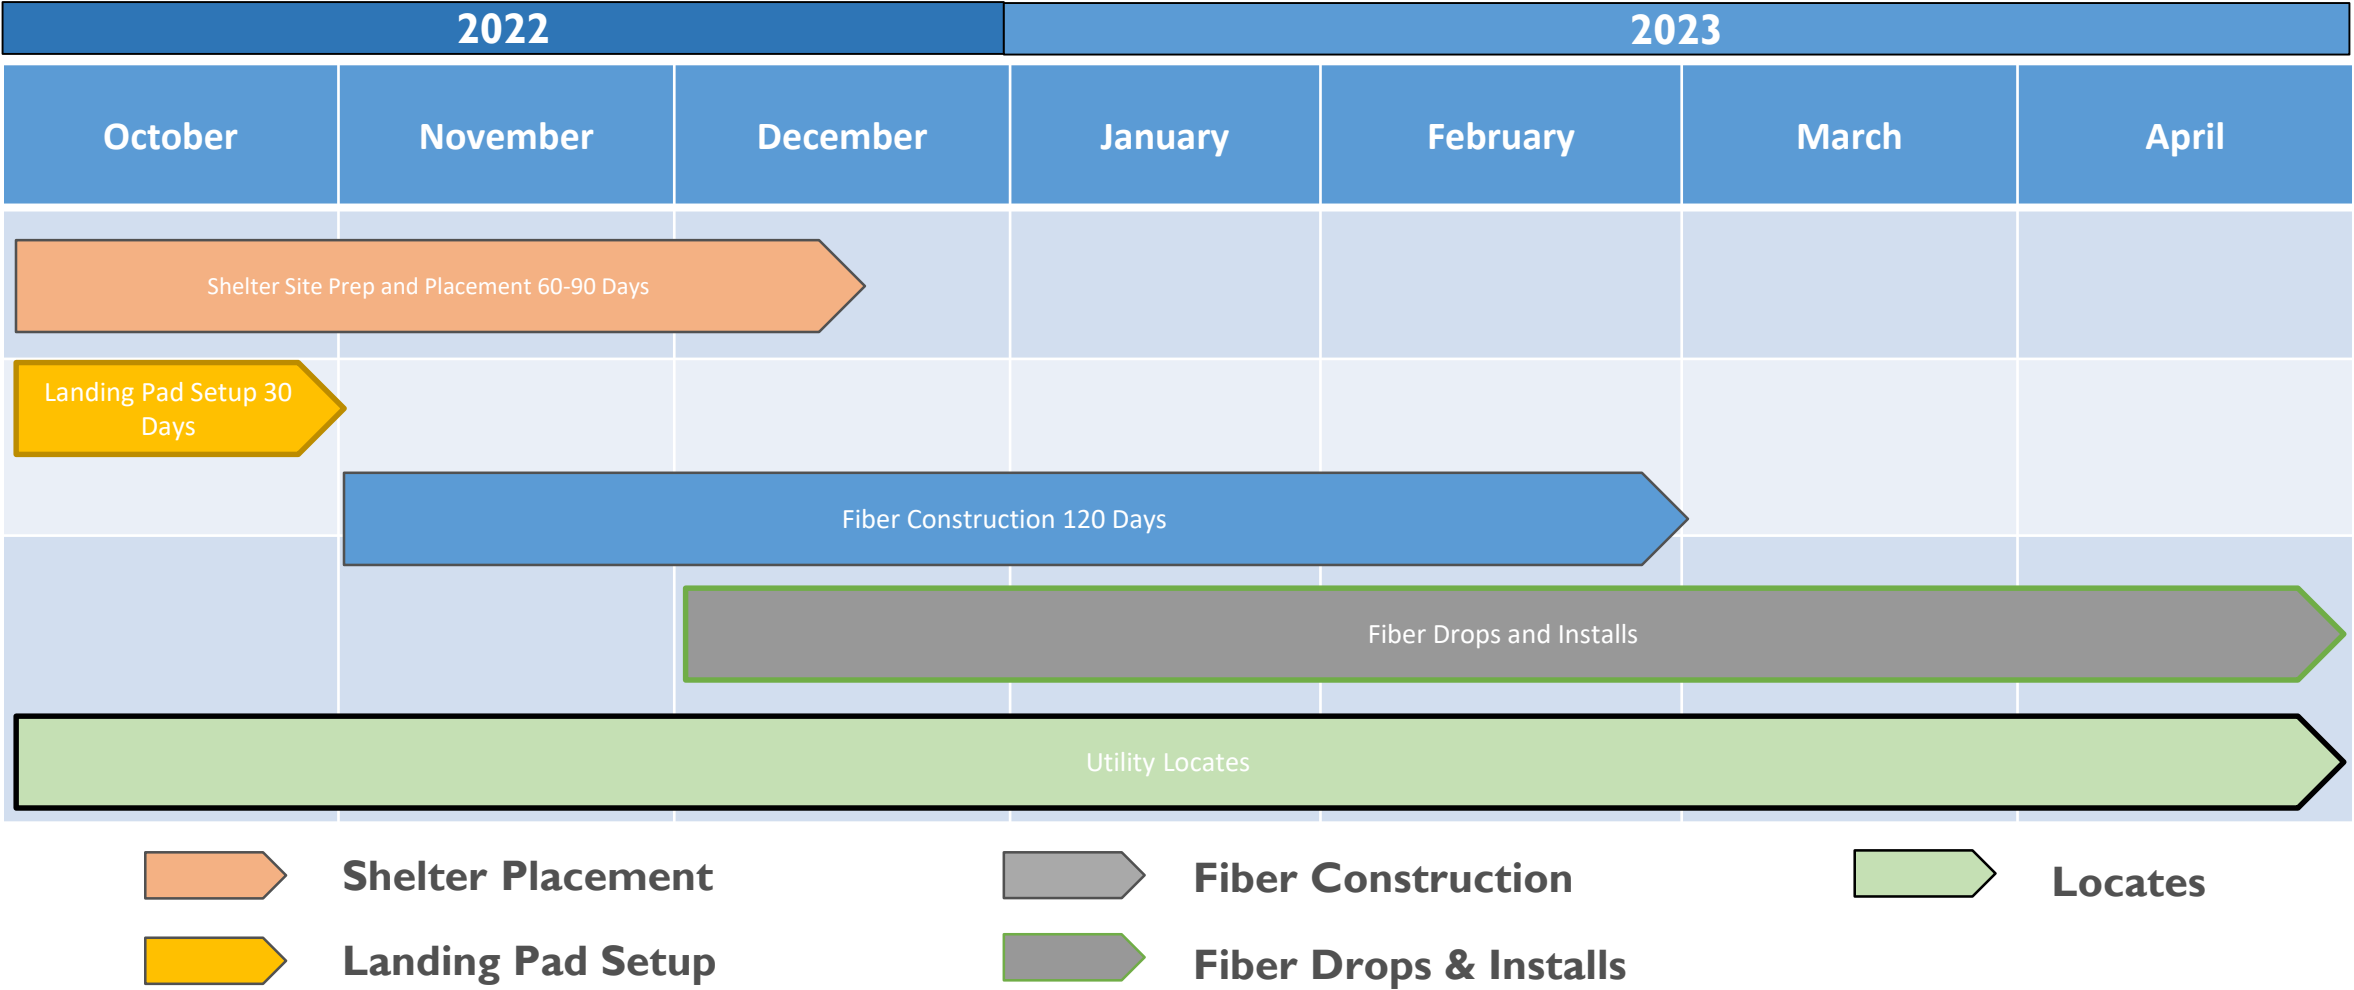 2022 2023
October November December January February March April
Shelter Site Prep and Placement 60-90 Days
Landing Pad Setup 30
Days
Fiber Construction 120 Days
Fiber Drops and Installs
Utility Locates
Shelter Placement Fiber Construction Locates
Landing Pad Setup Fiber Drops & Installs